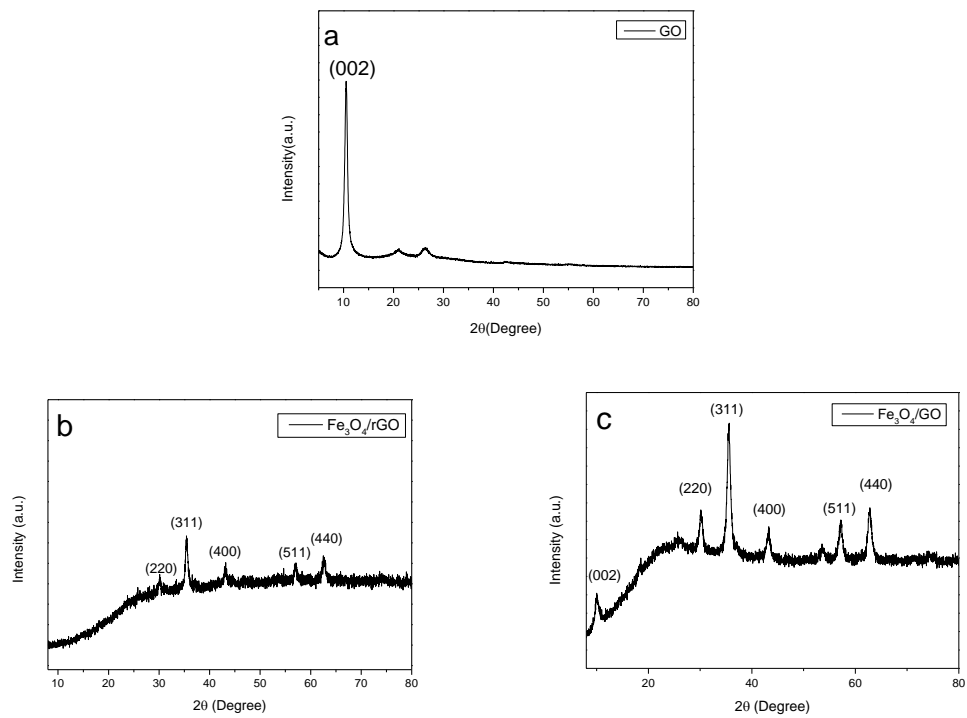 a
GO
(002)
Intensity(a.u.)
10 20 30 40 50 60 70 80
2θ(Degree)
b
Fe₃O₄/rGO
(311)
(220)
(400)
(511)
(440)
Intensity (a.u.)
10 20 30 40 50 60 70 80
2θ (Degree)
c
Fe₃O₄/GO
(311)
(220)
(400)
(511)
(440)
(002)
Intensity (a.u.)
20 40 60 80
2θ (Degree)